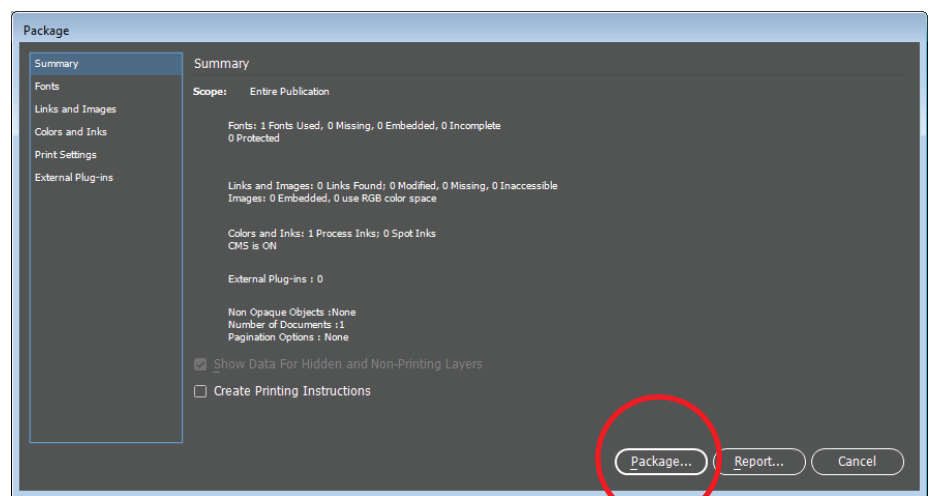 Package
Summary
Fonts
Links and Images
Colors and Inks
Print Settings
External Plug-ins
Summary
Scope: Entire Publication
Fonts: 1 Fonts Used, 0 Missing, 0 Embedded, 0 Incomplete
0 Protected
Links and Images: 0 Links Found; 0 Modified, 0 Missing, 0 Inaccessible
Images: 0 Embedded, 0 use RGB color space
Colors and Inks: 1 Process Inks; 0 Spot Inks
CMS is ON
External Plug-ins : 0
Non Opaque Objects :None
Number of Documents :1
Pagination Options : None
Show Data For Hidden and Non-Printing Layers
Create Printing Instructions
Package... Report... Cancel